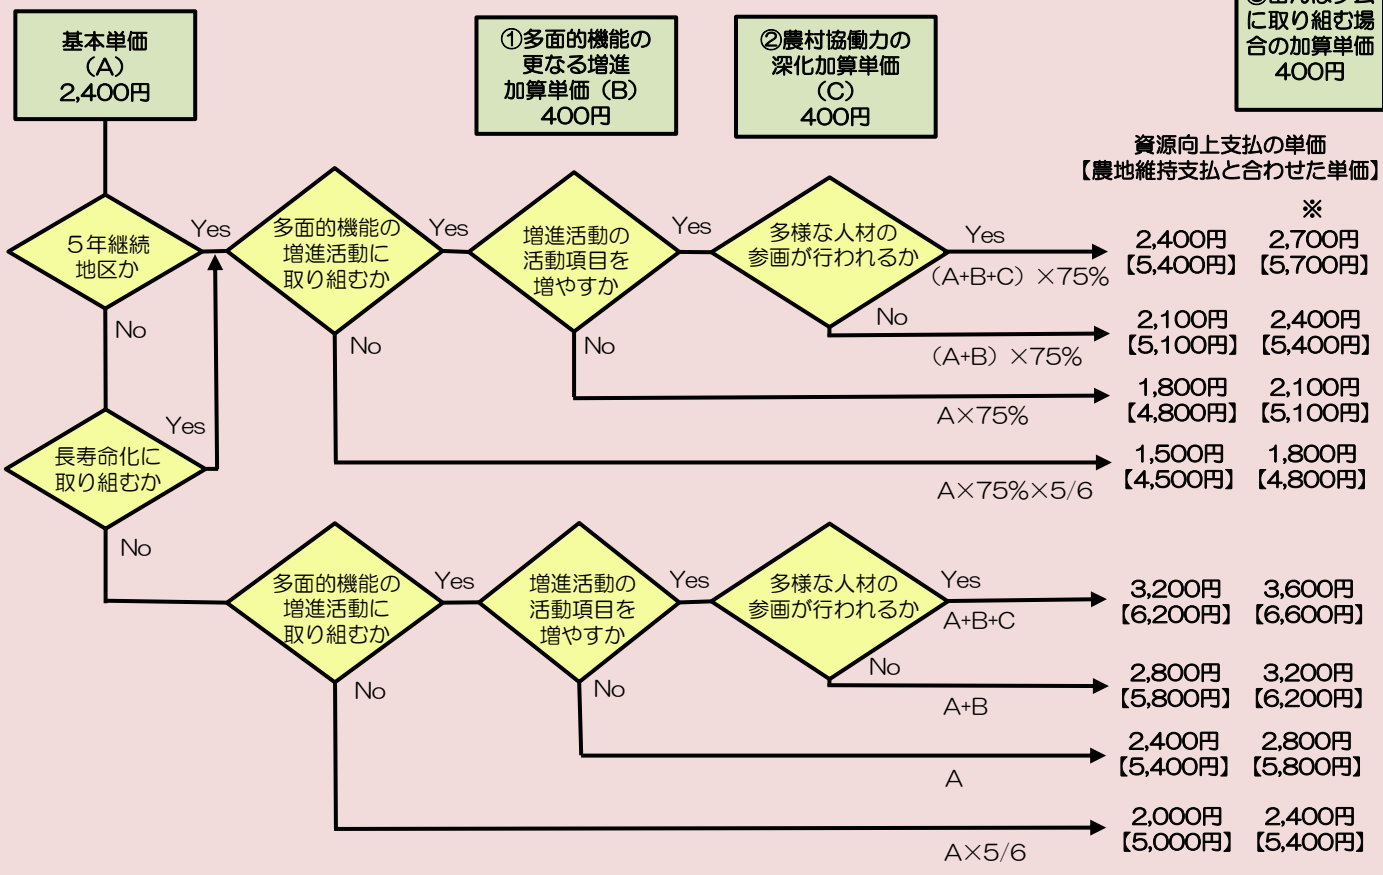 基本単価
（A）
2,400円
①多面的機能の
更なる増進
加算単価（B）
400円
②農村協働力の
深化加算単価
（C）
400円
に取り組む場
合の加算単価
400円
資源向上支払の単価
【農地維持支払と合わせた単価】
※
５年継続
地区か
Yes
No
多面的機能の
増進活動に
取り組むか
Yes
No
増進活動の
活動項目を
増やすか
Yes
No
多様な人材の
参画が行われるか
Yes
（A+B+C）×75%
No
（A+B）×75%
A×75%
A×75%×5/6
2,400円 2,700円
【5,400円】 【5,700円】
2,100円 2,400円
【5,100円】 【5,400円】
1,800円 2,100円
【4,800円】 【5,100円】
1,500円 1,800円
【4,500円】 【4,800円】
長寿命化に
取り組むか
Yes
No
多面的機能の
増進活動に
取り組むか
Yes
No
増進活動の
活動項目を
増やすか
Yes
No
多様な人材の
参画が行われるか
Yes
A+B+C
No
A+B
A
A×5/6
3,200円 3,600円
【6,200円】 【6,600円】
2,800円 3,200円
【5,800円】 【6,200円】
2,400円 2,800円
【5,400円】 【5,800円】
2,000円 2,400円
【5,000円】 【5,400円】